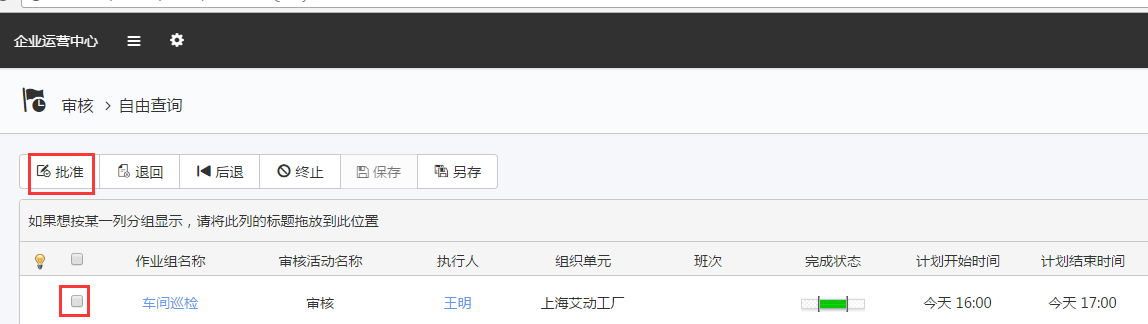 企业运营中心
审核 > 自由查询
批准 退回 后退 终止 保存 另存
如果想按某一列分组显示，请将此列的标题拖放到此位置
作业组名称 审核活动名称 执行人 组织单元 班次 完成状态 计划开始时间 计划结束时间
车间巡检 审核 王明 上海艾动工厂 今天 16:00 今天 17:00